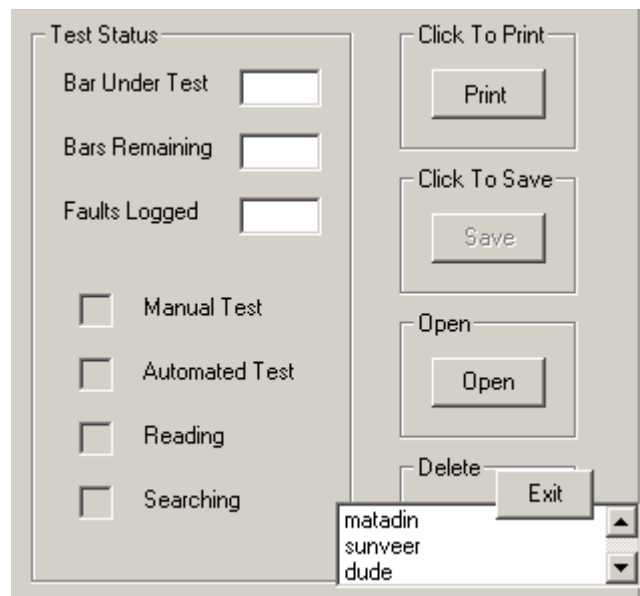 Test Status
Bar Under Test
Bars Remaining
Faults Logged
Manual Test
Automated Test
Reading
Searching
Click To Print
Print
Click To Save
Save
Open
Open
Delete
Exit
matadin
sunveer
dude